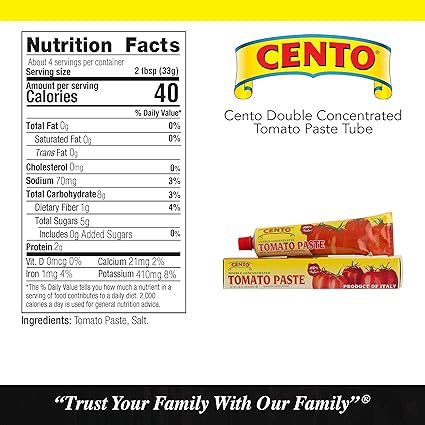 Nutrition Facts
About 4 servings per container
Serving size 2 tbsp (33g)
Amount per serving
Calories 40
% Daily Value*
Total Fat 0g 0%
Saturated Fat 0g 0%
Trans Fat 0g
Cholesterol 0mg 0%
Sodium 70mg 3%
Total Carbohydrate 8g 3%
Dietary Fiber 1g 4%
Total Sugars 5g
Includes 0g Added Sugars 0%
Protein 2g
Vit. D 0mcg 0% Calcium 21mg 2%
Iron 1mg 4% Potassium 410mg 8%
*The % Daily Value tells you how much a nutrient in a
serving of food contributes to a daily diet. 2,000
calories a day is used for general nutrition advice.
Ingredients: Tomato Paste, Salt.
CENTO®
Cento Double Concentrated
Tomato Paste Tube
CENTO
TOMATO PASTE
CENTO
DOUBLE CONCENTRATED
TOMATO PASTE
PRODUCT OF ITALY
“Trust Your Family With Our Family”®